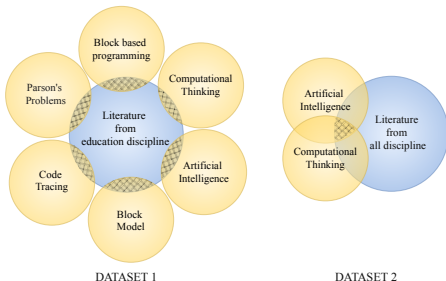 Block based
programming
Parson's
Problems
Computational
Thinking
Literature
from
education discipline
Code
Tracing
Artificial
Intelligence
Block
Model
DATASET 1
Artificial
Intelligence
Computational
Thinking
Literature
from
all discipline
DATASET 2